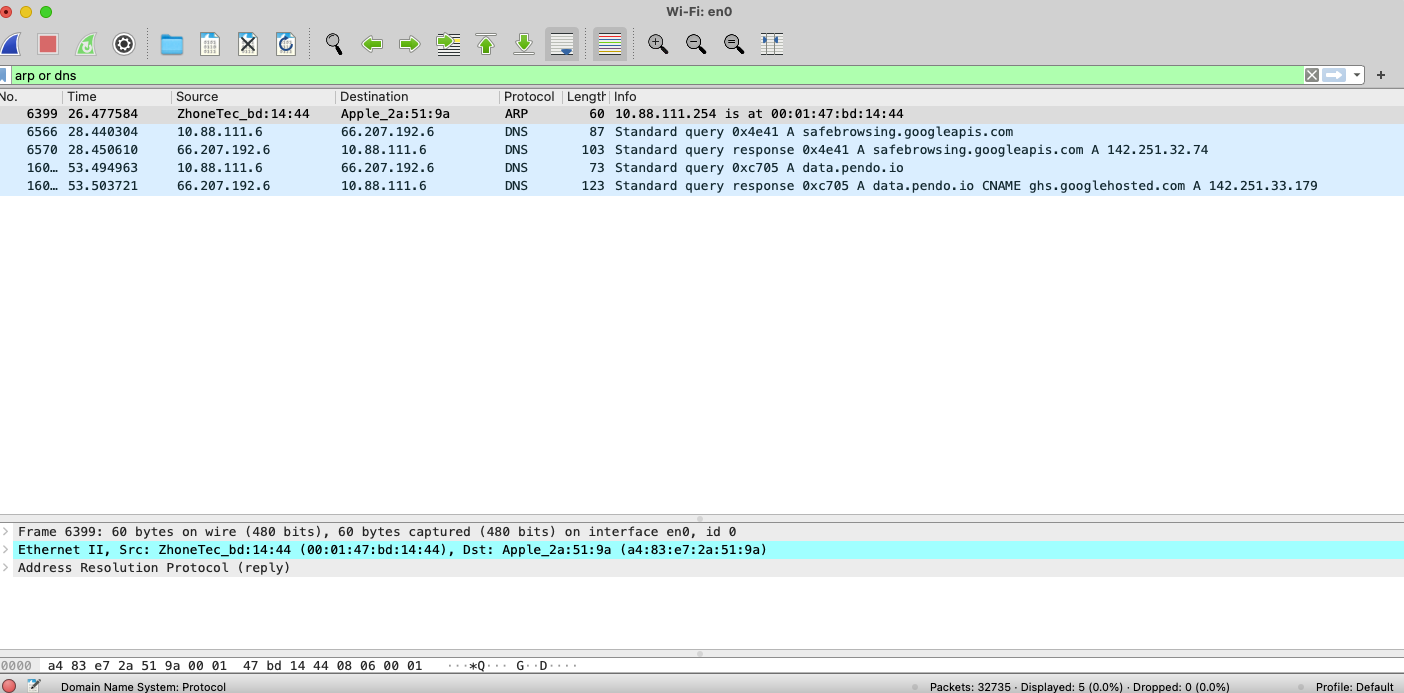 Wi-Fi: en0
arp or dns
No. Time Source Destination Protocol Length Info
6399 26.477584 ZhoneTec_bd:14:44 Apple_2a:51:9a ARP 60 10.88.111.254 is at 00:01:47:bd:14:44
6566 28.440304 10.88.111.6 66.207.192.6 DNS 87 Standard query 0x4e41 A safebrowsing.googleapis.com
6570 28.450610 66.207.192.6 10.88.111.6 DNS 103 Standard query response 0x4e41 A safebrowsing.googleapis.com A 142.251.32.74
160… 53.494963 10.88.111.6 66.207.192.6 DNS 73 Standard query 0xc705 A data.pendo.io
160… 53.503721 66.207.192.6 10.88.111.6 DNS 123 Standard query response 0xc705 A data.pendo.io CNAME ghs.googlehosted.com A 142.251.33.179
Frame 6399: 60 bytes on wire (480 bits), 60 bytes captured (480 bits) on interface en0, id 0
Ethernet II, Src: ZhoneTec_bd:14:44 (00:01:47:bd:14:44), Dst: Apple_2a:51:9a (a4:83:e7:2a:51:9a)
Address Resolution Protocol (reply)
0000 a4 83 e7 2a 51 9a 00 01 47 bd 14 44 08 06 00 01 ···*Q··· G··D····
Domain Name System: Protocol
Packets: 32735 · Displayed: 5 (0.0%) · Dropped: 0 (0.0%)
Profile: Default